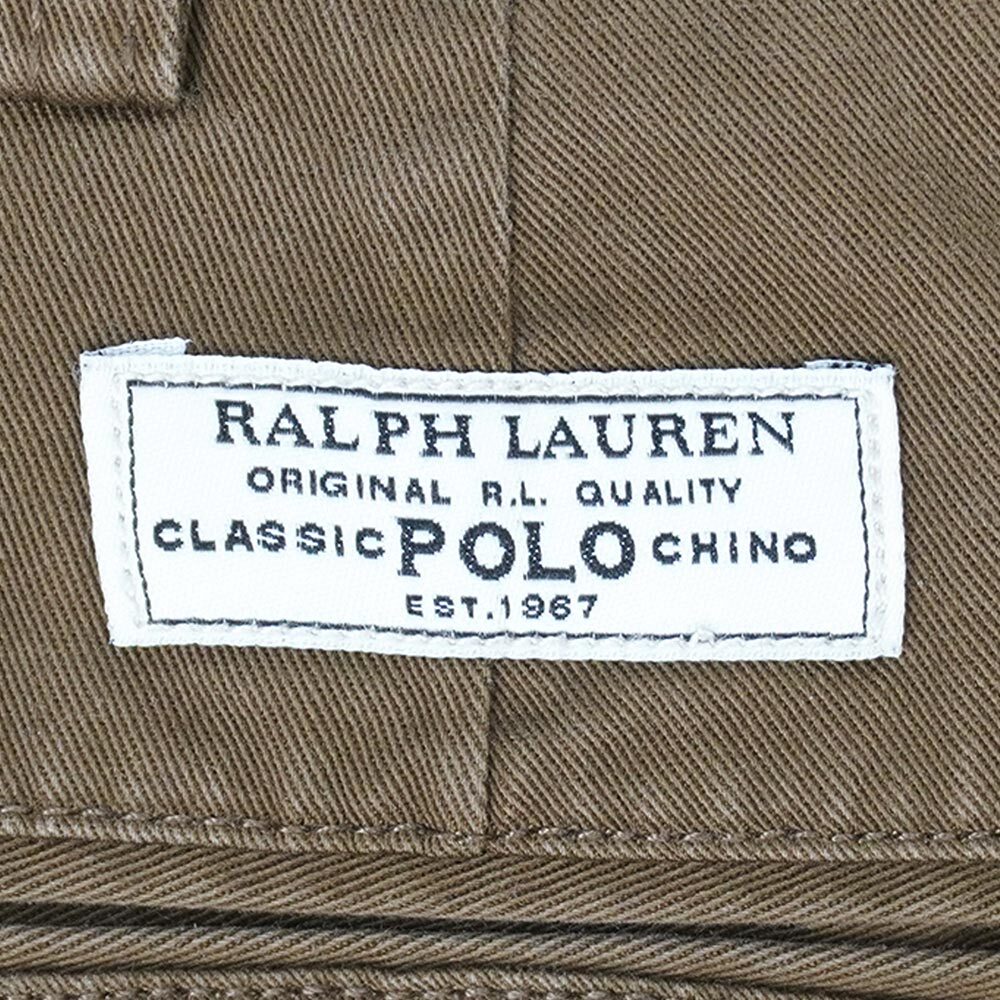 RALPH LAUREN
ORIGINAL R.L. QUALITY
CLASSIC POLO CHINO
EST.1967